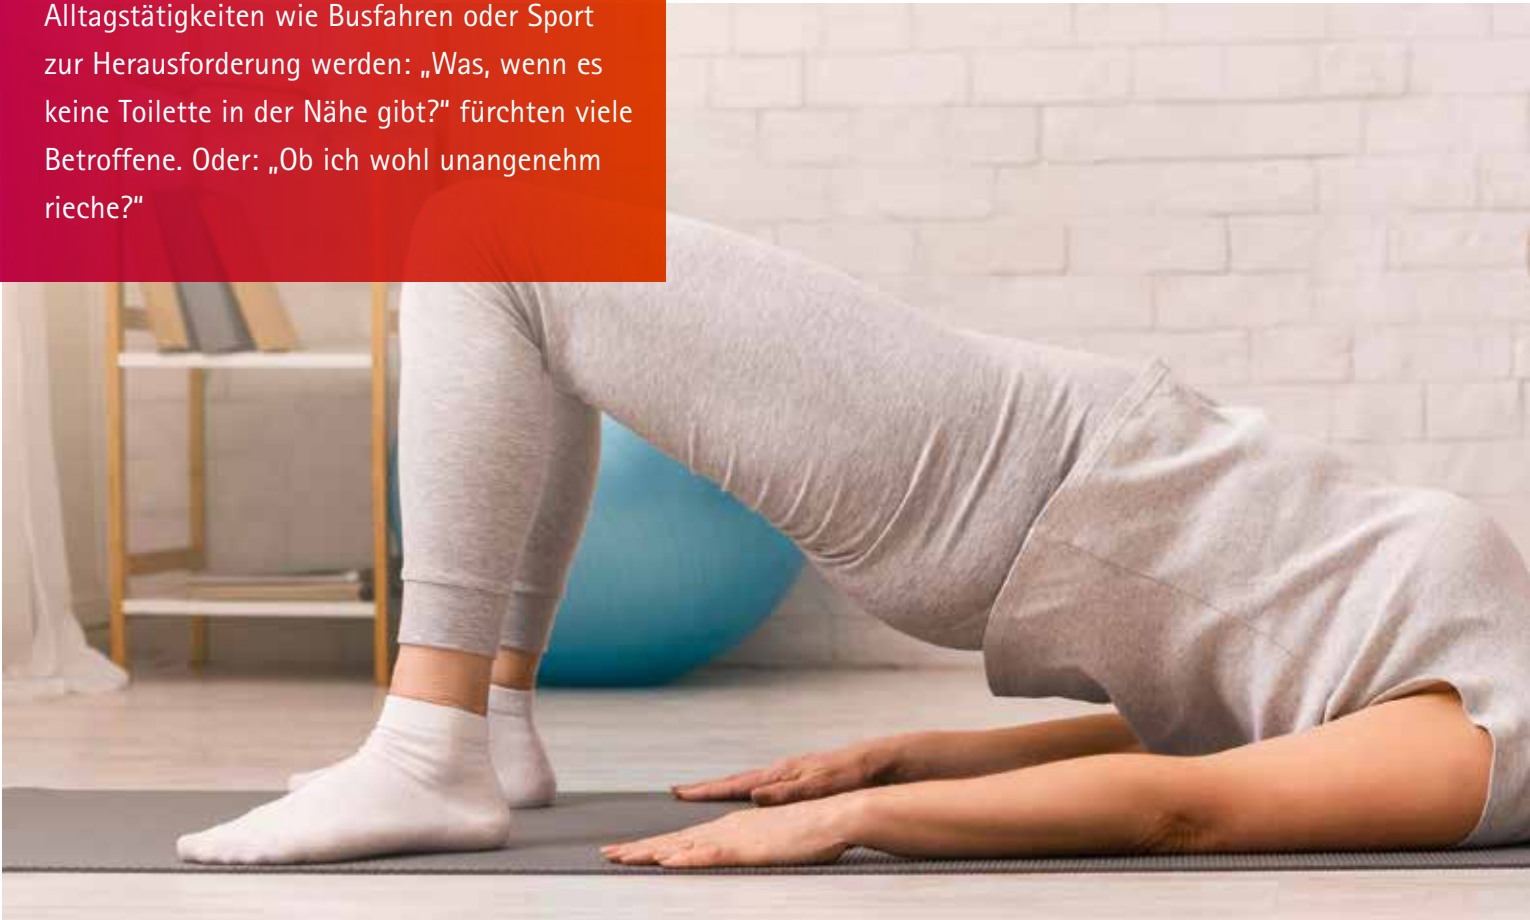 Alltagstätigkeiten wie Busfahren oder Sport
zur Herausforderung werden: „Was, wenn es
keine Toilette in der Nähe gibt?“ fürchten viele
Betroffene. Oder: „Ob ich wohl unangenehm
rieche?“